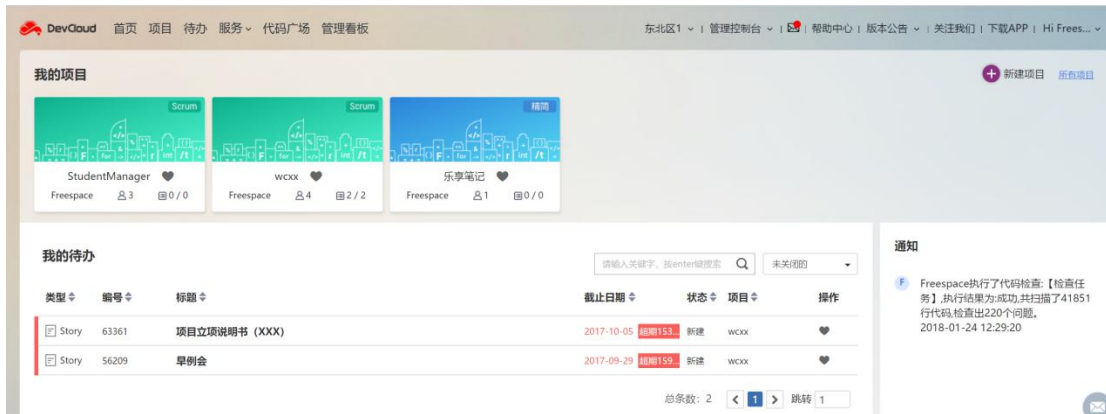 DevCloud 首页 项目 待办 服务 代码广场 管理看板 东北区1 | 管理控制台 | 帮助中心 | 版本公告 | 关注我们 | 下载APP | Hi Frees...
我的项目 新建项目 所有项目
Scrum Scrum 精简
StudentManager wcxx 乐享笔记
Freespace 3 0 / 0 Freespace 4 2 / 2 Freespace 1 0 / 0
我的待办 请输入关键字，按enter键搜索 未关闭的
类型 编号 标题 截止日期 状态 项目 操作
Story 63361 项目立项说明书（XXX） 2017-10-05 超期153... 新建 wcxx
Story 56209 早例会 2017-09-29 超期159... 新建 wcxx
总条数: 2 1 跳转 1
通知
F Freespace执行了代码检查:【检查任
务】,执行结果为:成功,共扫描了41851
行代码,检查出220个问题。
2018-01-24 12:29:20